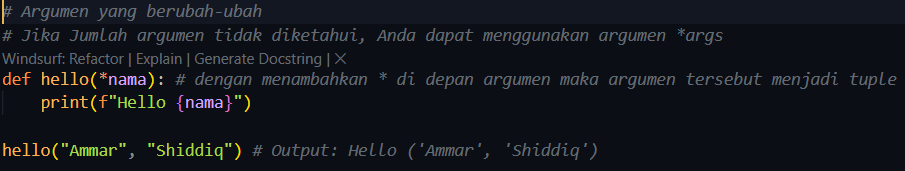 # Argumen yang berubah-ubah
# Jika Jumlah argumen tidak diketahui, Anda dapat menggunakan argumen *args
Windsurf: Refactor | Explain | Generate Docstring | ×
def hello(*nama): # dengan menambahkan * di depan argumen maka argumen tersebut menjadi tuple
    print(f"Hello {nama}")
hello("Ammar", "Shiddiq") # Output: Hello ('Ammar', 'Shiddiq')